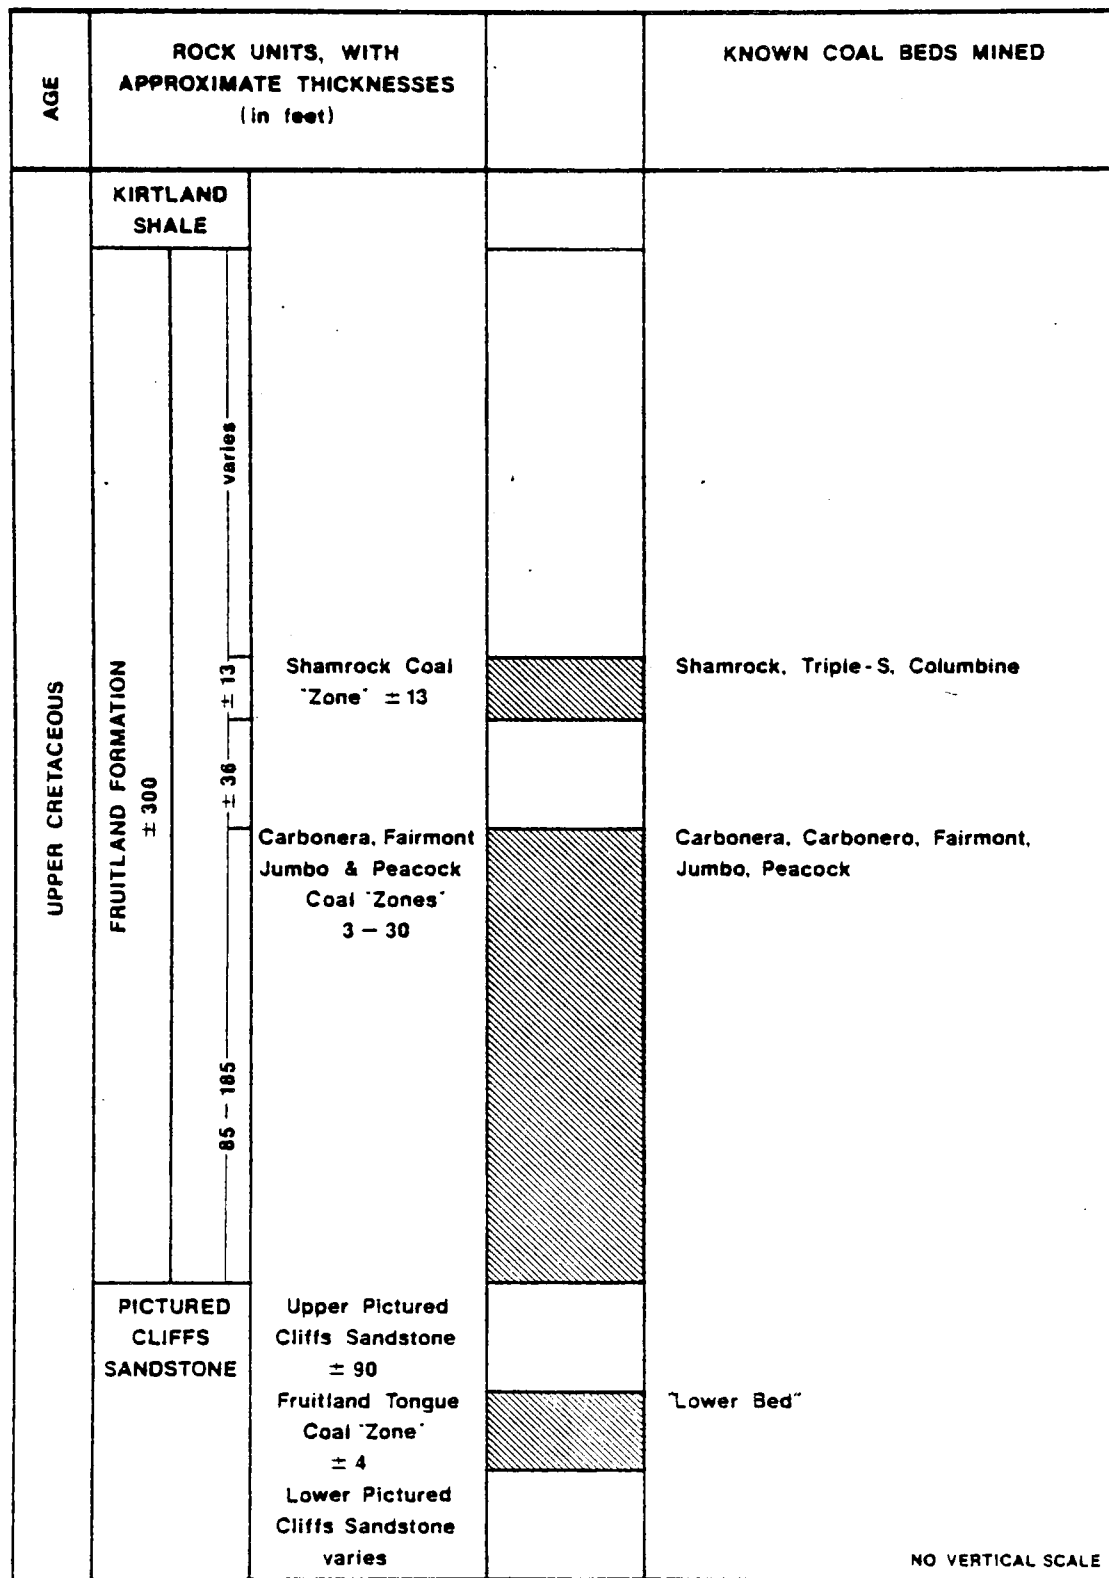 AGE
ROCK UNITS, WITH
APPROXIMATE THICKNESSES
(in feet)
KNOWN COAL BEDS MINED
UPPER CRETACEOUS
KIRTLAND
SHALE
FRUITLAND FORMATION
± 300
varies
± 13
± 36
85 – 185
Shamrock Coal
"Zone" ± 13
Shamrock, Triple-S, Columbine
Carbonera, Fairmont
Jumbo & Peacock
Coal "Zones"
3 – 30
Carbonera, Carbonero, Fairmont,
Jumbo, Peacock
PICTURED
CLIFFS
SANDSTONE
Upper Pictured
Cliffs Sandstone
± 90
Fruitland Tongue
Coal "Zone"
± 4
"Lower Bed"
Lower Pictured
Cliffs Sandstone
varies
NO VERTICAL SCALE